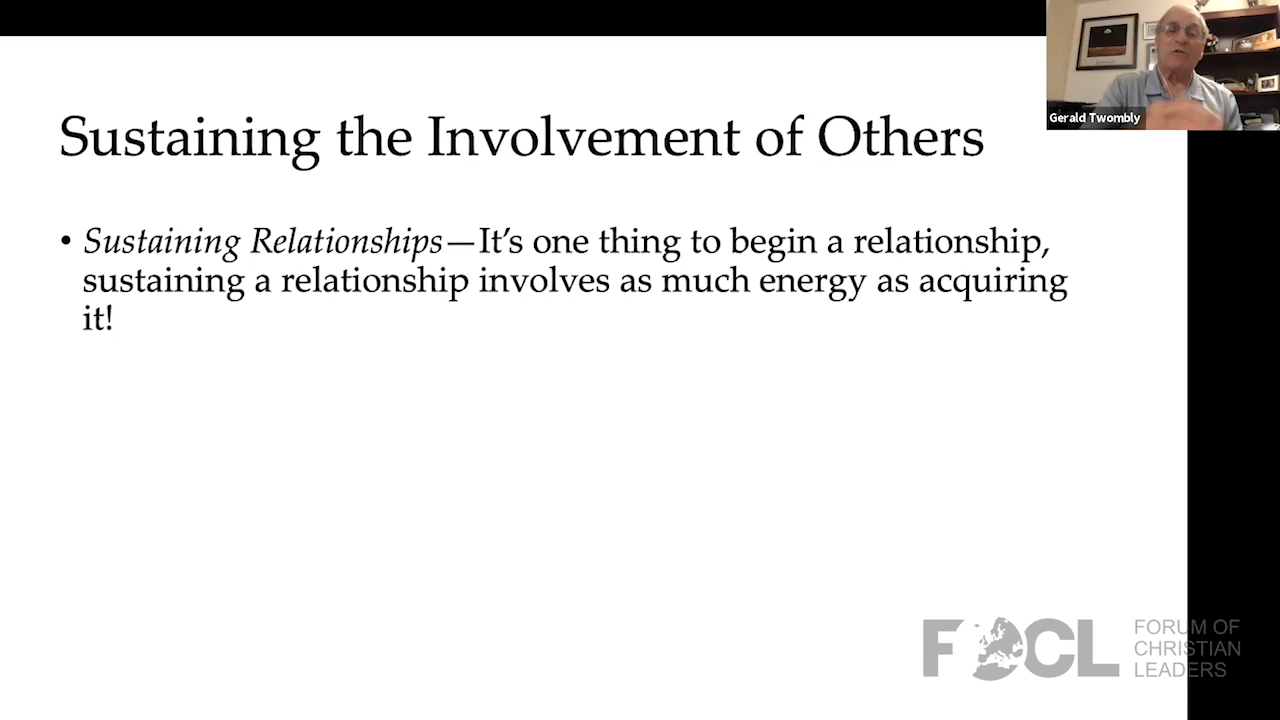 Gerald Twombly
Sustaining the Involvement of Others
• Sustaining Relationships—It’s one thing to begin a relationship,
sustaining a relationship involves as much energy as acquiring
it!
FOCL
FORUM OF
CHRISTIAN
LEADERS